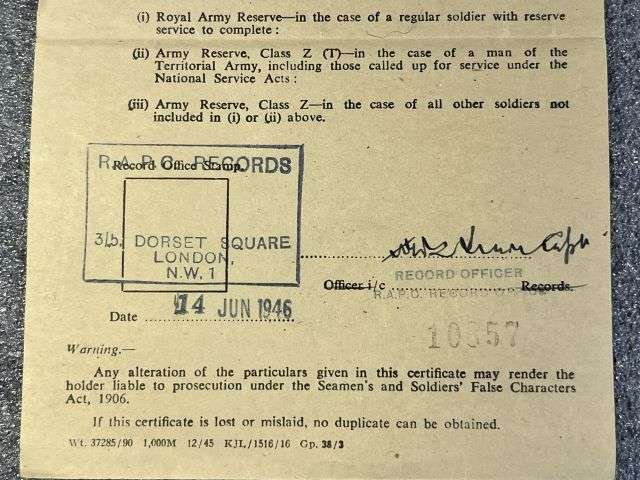 (i) Royal Army Reserve—in the case of a regular soldier with reserve
service to complete :
(ii) Army Reserve, Class Z (T)—in the case of a man of the
Territorial Army, including those called up for service under the
National Service Acts :
(iii) Army Reserve, Class Z—in the case of all other soldiers not
included in (i) or (ii) above.
R.A.P.C. RECORDS
Record Office Stamp.
DORSET SQUARE
LONDON,
N.W. 1
Capt
RECORD OFFICER
Officer i/c Records.
R.A.P.C. RECORD OFFICE
Date 14 JUN 1946
10357
Warning.—
Any alteration of the particulars given in this certificate may render the
holder liable to prosecution under the Seamen's and Soldiers' False Characters
Act, 1906.
If this certificate is lost or mislaid, no duplicate can be obtained.
Wt. 37285/90 1,000M 12/45 KJL/1516/16 Gp. 38/3